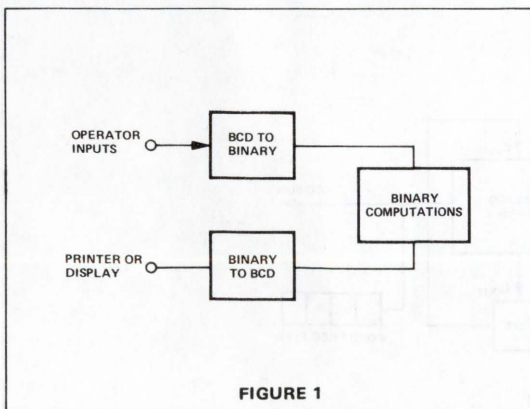 OPERATOR
INPUTS
BCD TO
BINARY
BINARY
COMPUTATIONS
PRINTER OR
DISPLAY
BINARY
TO BCD
FIGURE 1